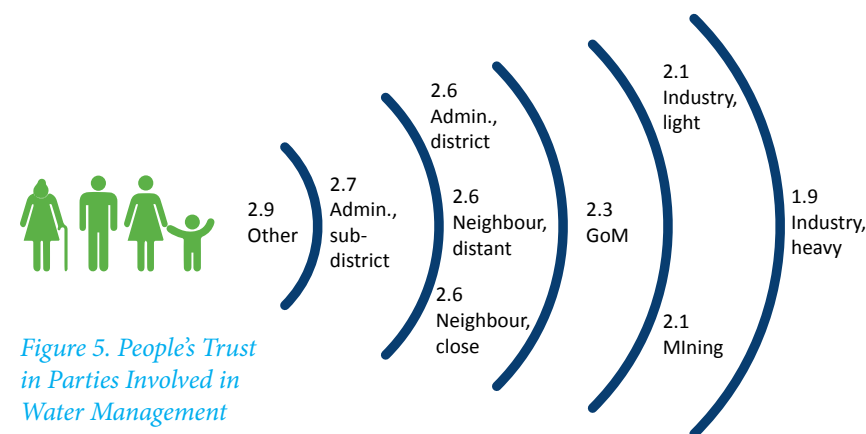 2.9
Other
2.7
Admin.,
sub-
district
2.6
Admin.,
district
2.6
Neighbour,
distant
2.6
Neighbour,
close
2.3
GoM
2.1
Industry,
light
2.1
MIning
1.9
Industry,
heavy
Figure 5. People's Trust
in Parties Involved in
Water Management